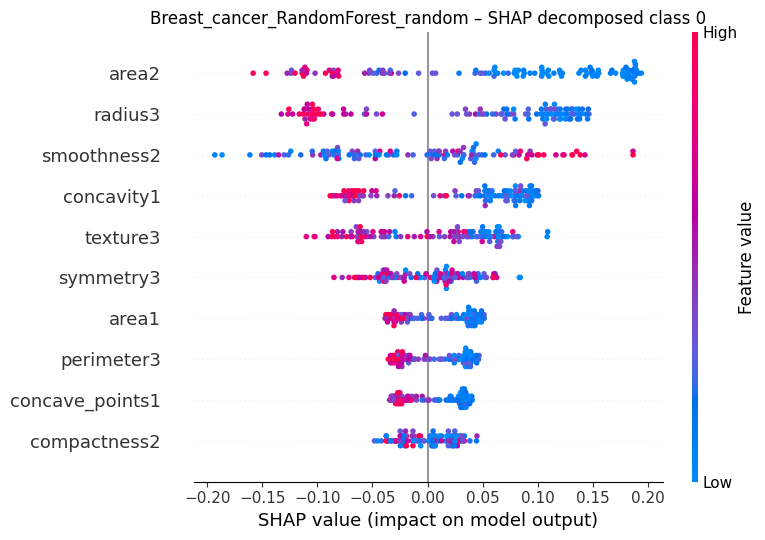 Breast_cancer_RandomForest_random – SHAP decomposed class 0
High
area2
radius3
smoothness2
concavity1
texture3
symmetry3
area1
perimeter3
concave_points1
compactness2
Feature value
Low
−0.20 −0.15 −0.10 −0.05 0.00 0.05 0.10 0.15 0.20
SHAP value (impact on model output)